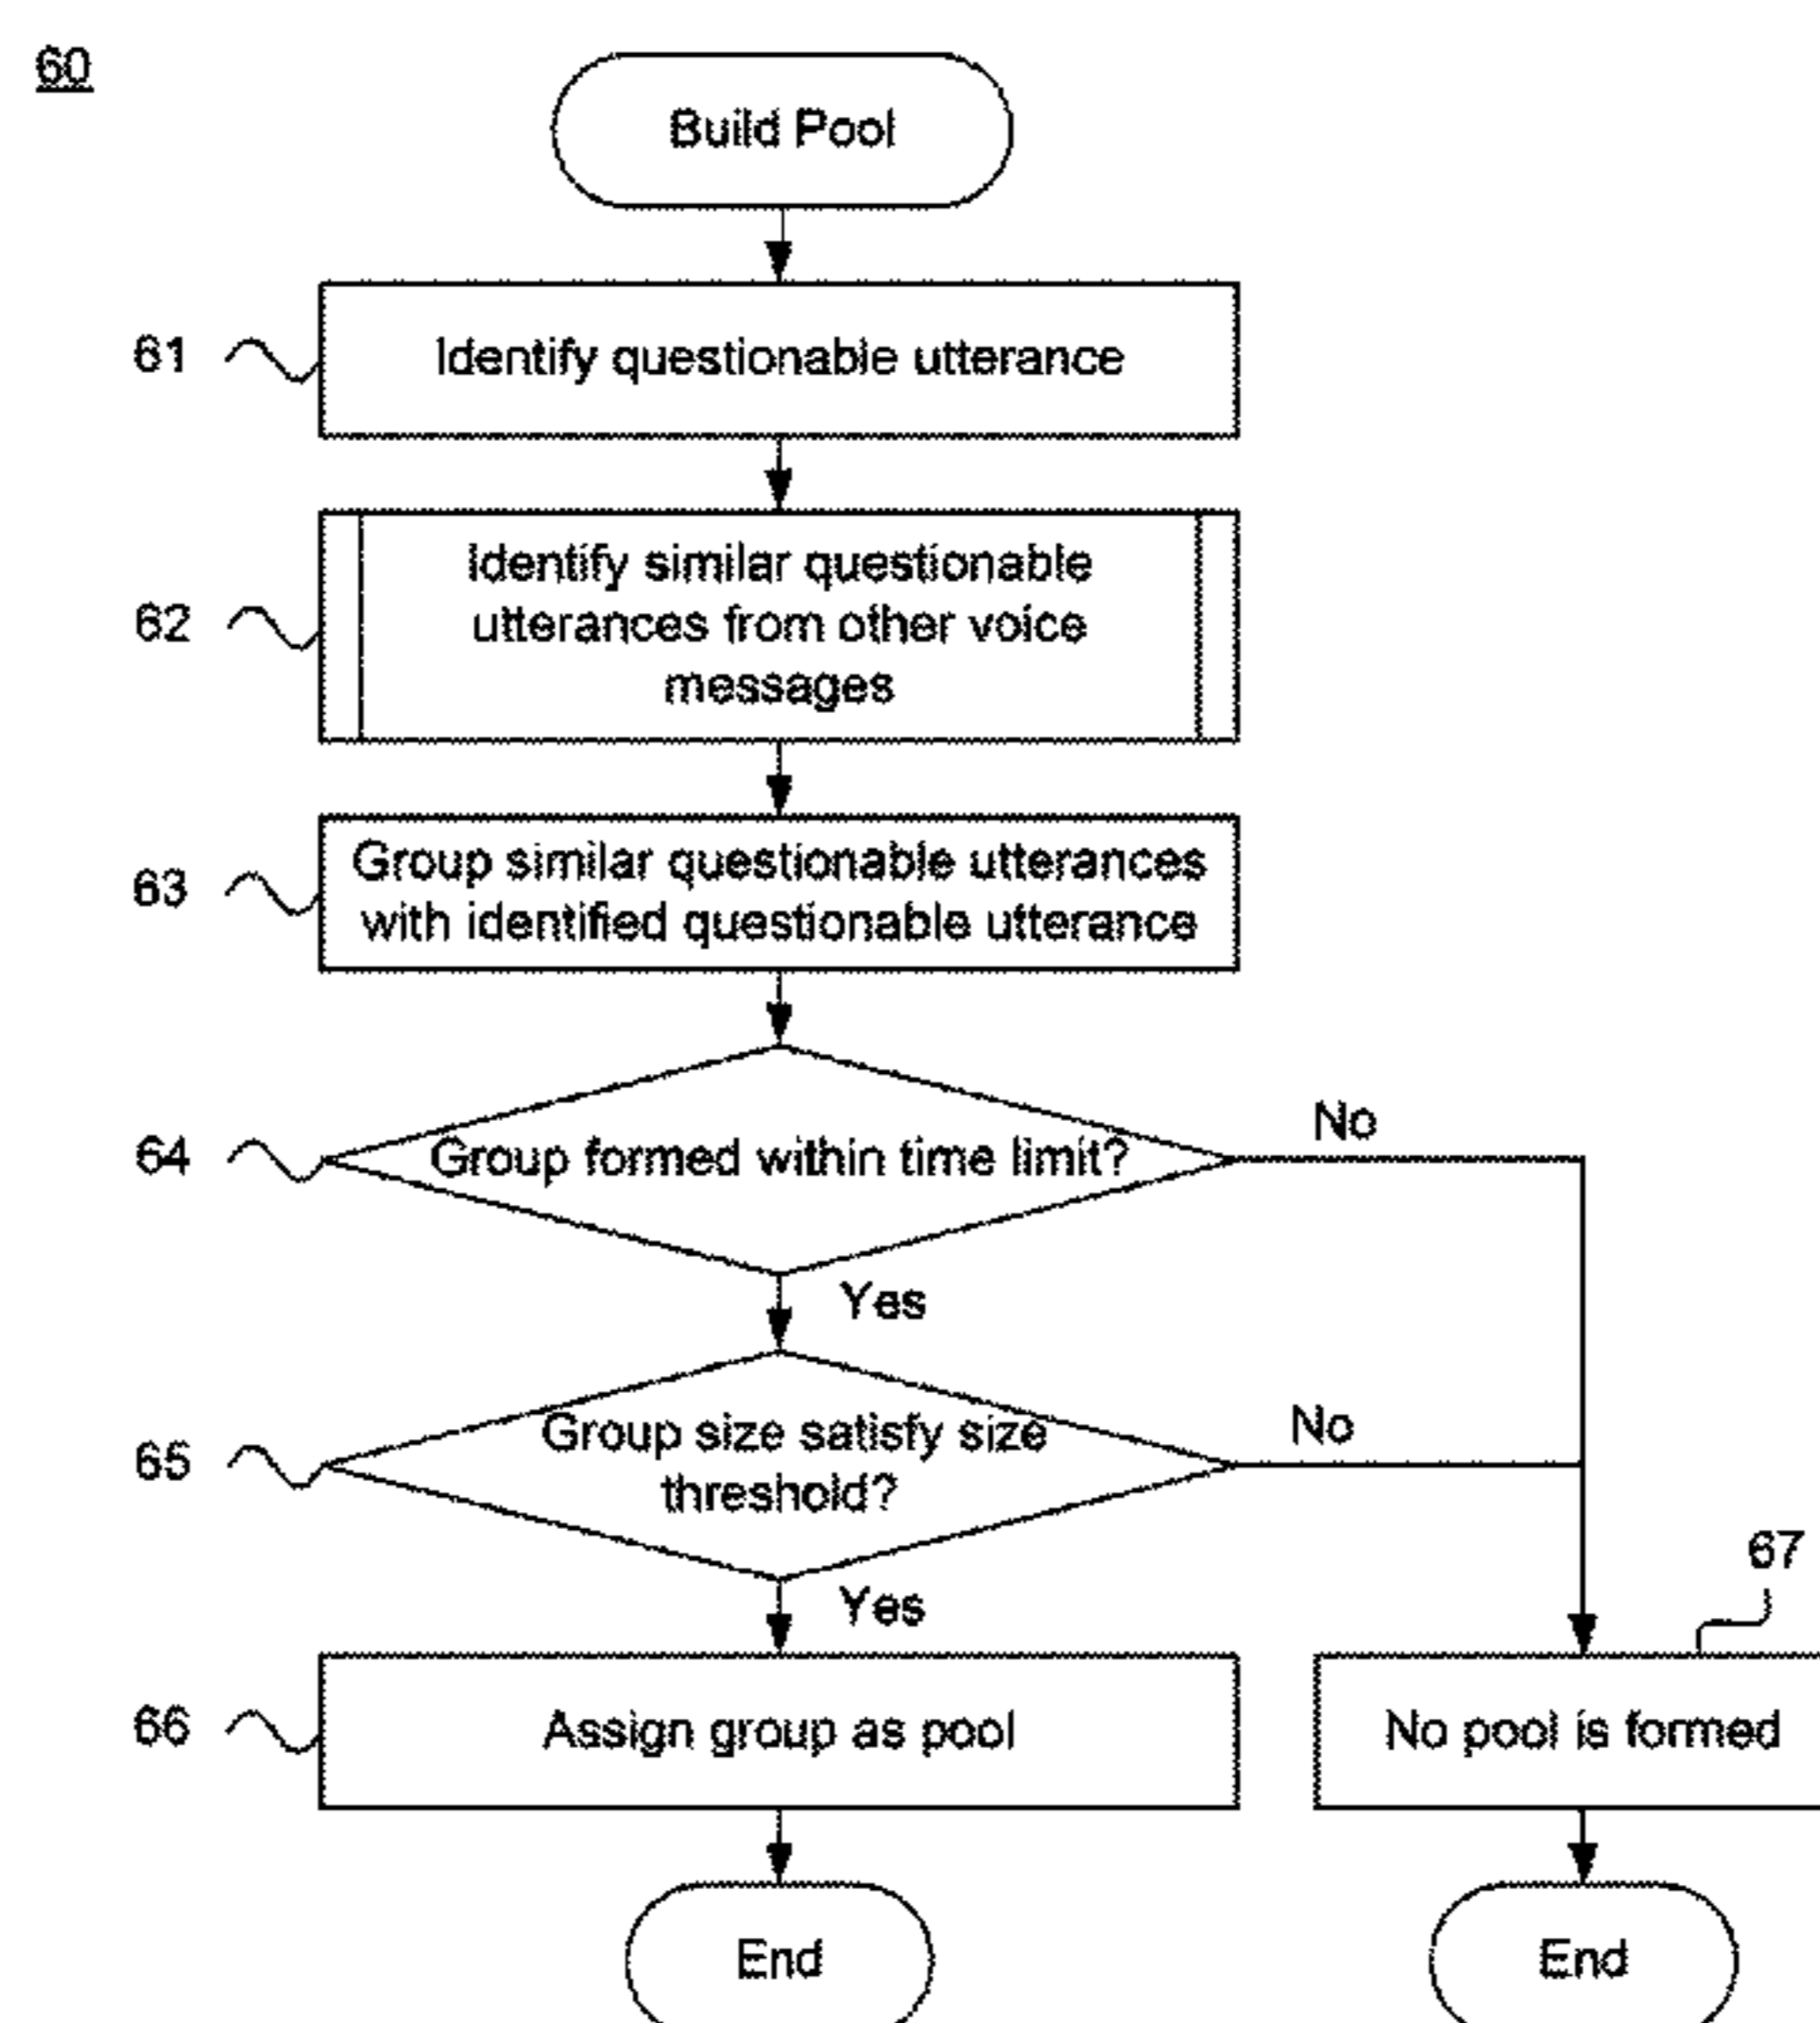 60
Build Pool
61
Identify questionable utterance
62
Identify similar questionable
utterances from other voice
messages
63
Group similar questionable utterances
with identified questionable utterance
64
Group formed within time limit?
No
Yes
65
Group size satisfy size
threshold?
No
Yes
67
66
Assign group as pool
No pool is formed
End
End